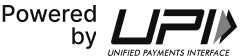 Powered
by
UPI
UNIFIED PAYMENTS INTERFACE